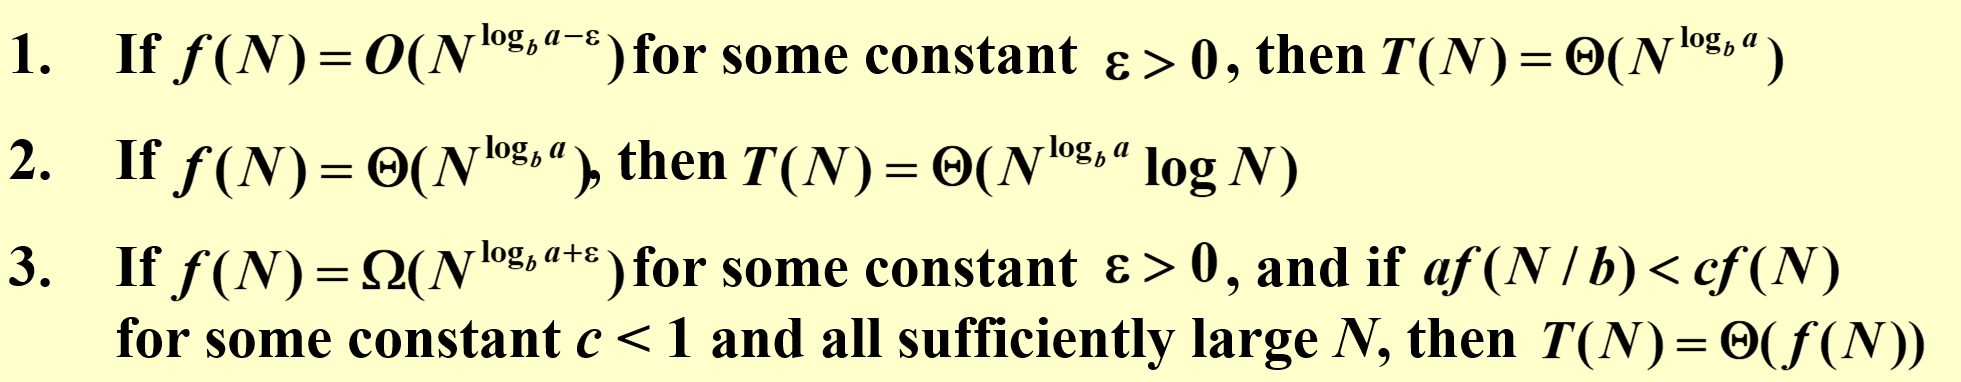 1. If f(N) = O(N^{log_b a−ε}) for some constant ε > 0, then T(N) = Θ(N^{log_b a})
2. If f(N) = Θ(N^{log_b a}), then T(N) = Θ(N^{log_b a} log N)
3. If f(N) = Ω(N^{log_b a+ε}) for some constant ε > 0, and if af(N / b) < cf(N)
for some constant c < 1 and all sufficiently large N, then T(N) = Θ(f(N))